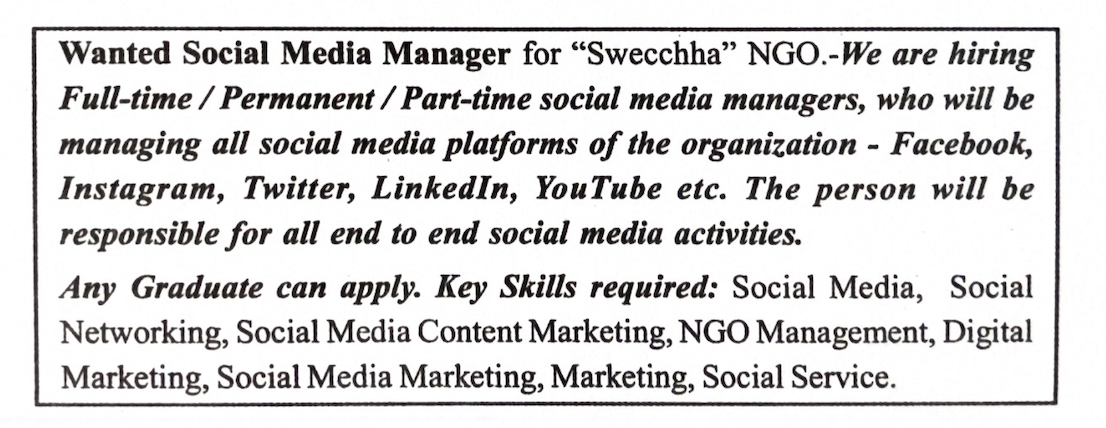 Wanted Social Media Manager for “Swecchha” NGO.-We are hiring
Full-time / Permanent / Part-time social media managers, who will be
managing all social media platforms of the organization - Facebook,
Instagram, Twitter, LinkedIn, YouTube etc. The person will be
responsible for all end to end social media activities.
Any Graduate can apply. Key Skills required: Social Media, Social
Networking, Social Media Content Marketing, NGO Management, Digital
Marketing, Social Media Marketing, Marketing, Social Service.